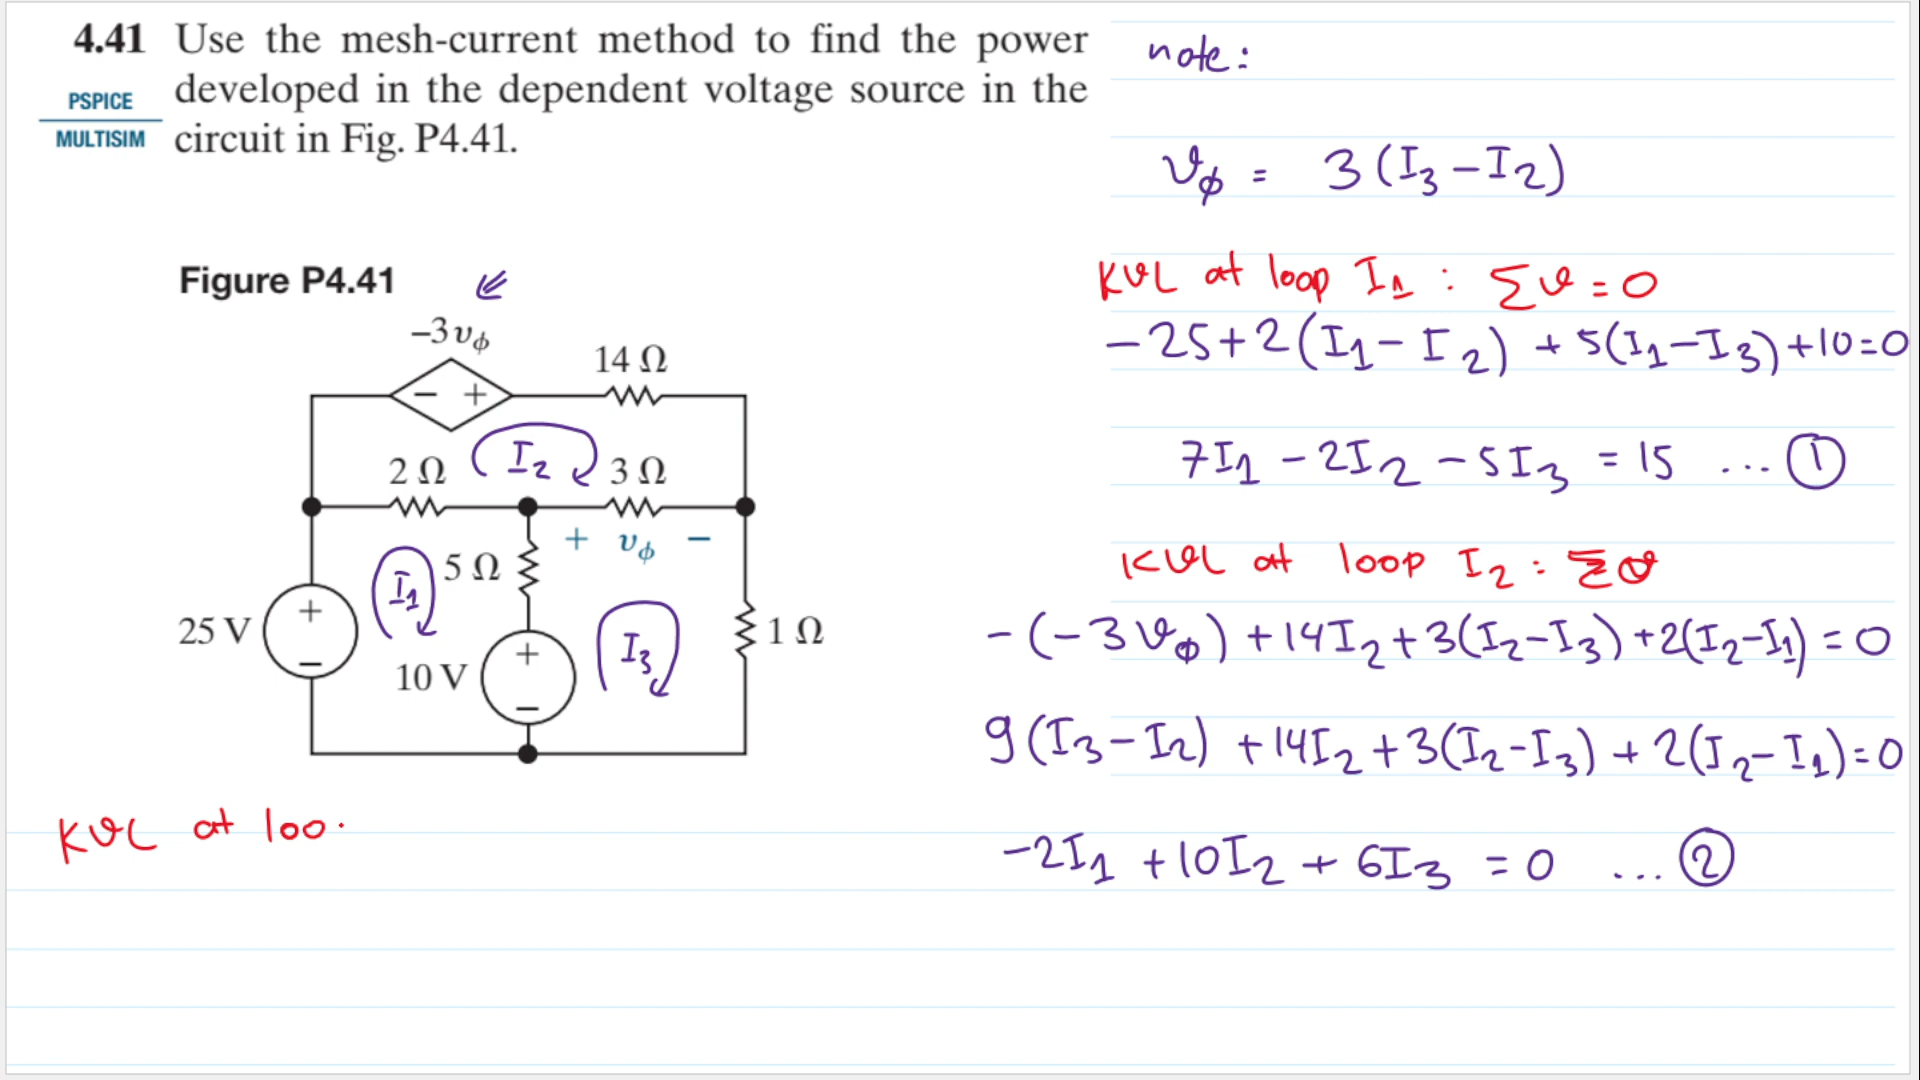 4.41 Use the mesh-current method to find the power
PSPICE developed in the dependent voltage source in the
MULTISIM circuit in Fig. P4.41.
Figure P4.41
−3vϕ
− +
14 Ω
2 Ω
I2
3 Ω
+ vϕ −
5 Ω
I1
25 V
+
−
10 V
+
−
I3
1 Ω
KVL at loo.
note:
vϕ = 3(I3 − I2)
KVL at loop I1 : Σv = 0
−25+2(I1− I2) + 5(I1−I3)+10=0
7I1 − 2I2 − 5I3 = 15 ... ①
KVL at loop I2 : Σv
−(−3vϕ) +14I2+3(I2−I3)+2(I2−I1) = 0
9(I3−I2) +14I2+3(I2−I3) + 2(I2−I1)=0
−2I1 +10I2 + 6I3 = 0 ... ②